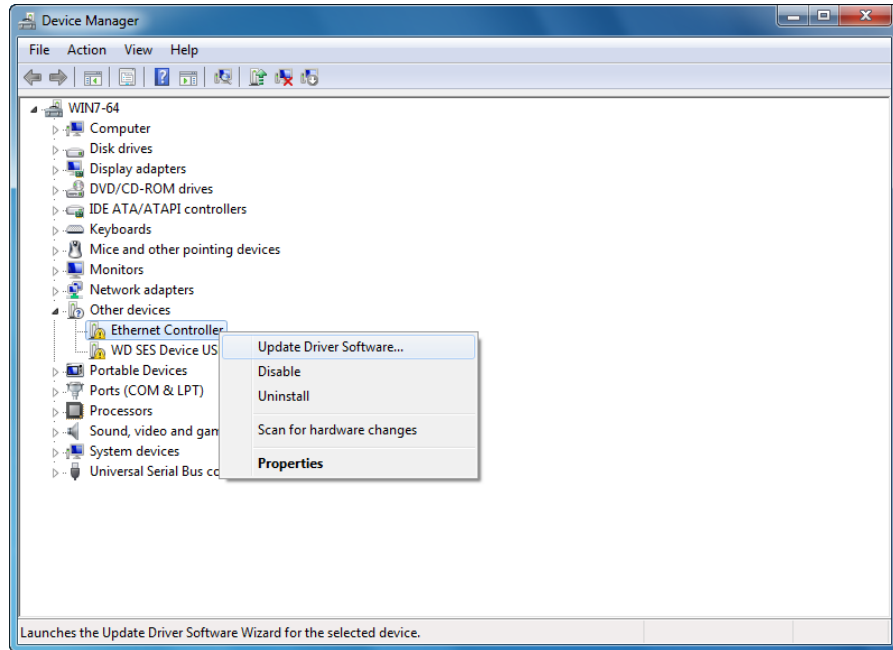 Device Manager
File Action View Help
WIN7-64
Computer
Disk drives
Display adapters
DVD/CD-ROM drives
IDE ATA/ATAPI controllers
Keyboards
Mice and other pointing devices
Monitors
Network adapters
Other devices
Ethernet Controller
WD SES Device US
Portable Devices
Ports (COM & LPT)
Processors
Sound, video and gam
System devices
Universal Serial Bus co
Update Driver Software...
Disable
Uninstall
Scan for hardware changes
Properties
Launches the Update Driver Software Wizard for the selected device.